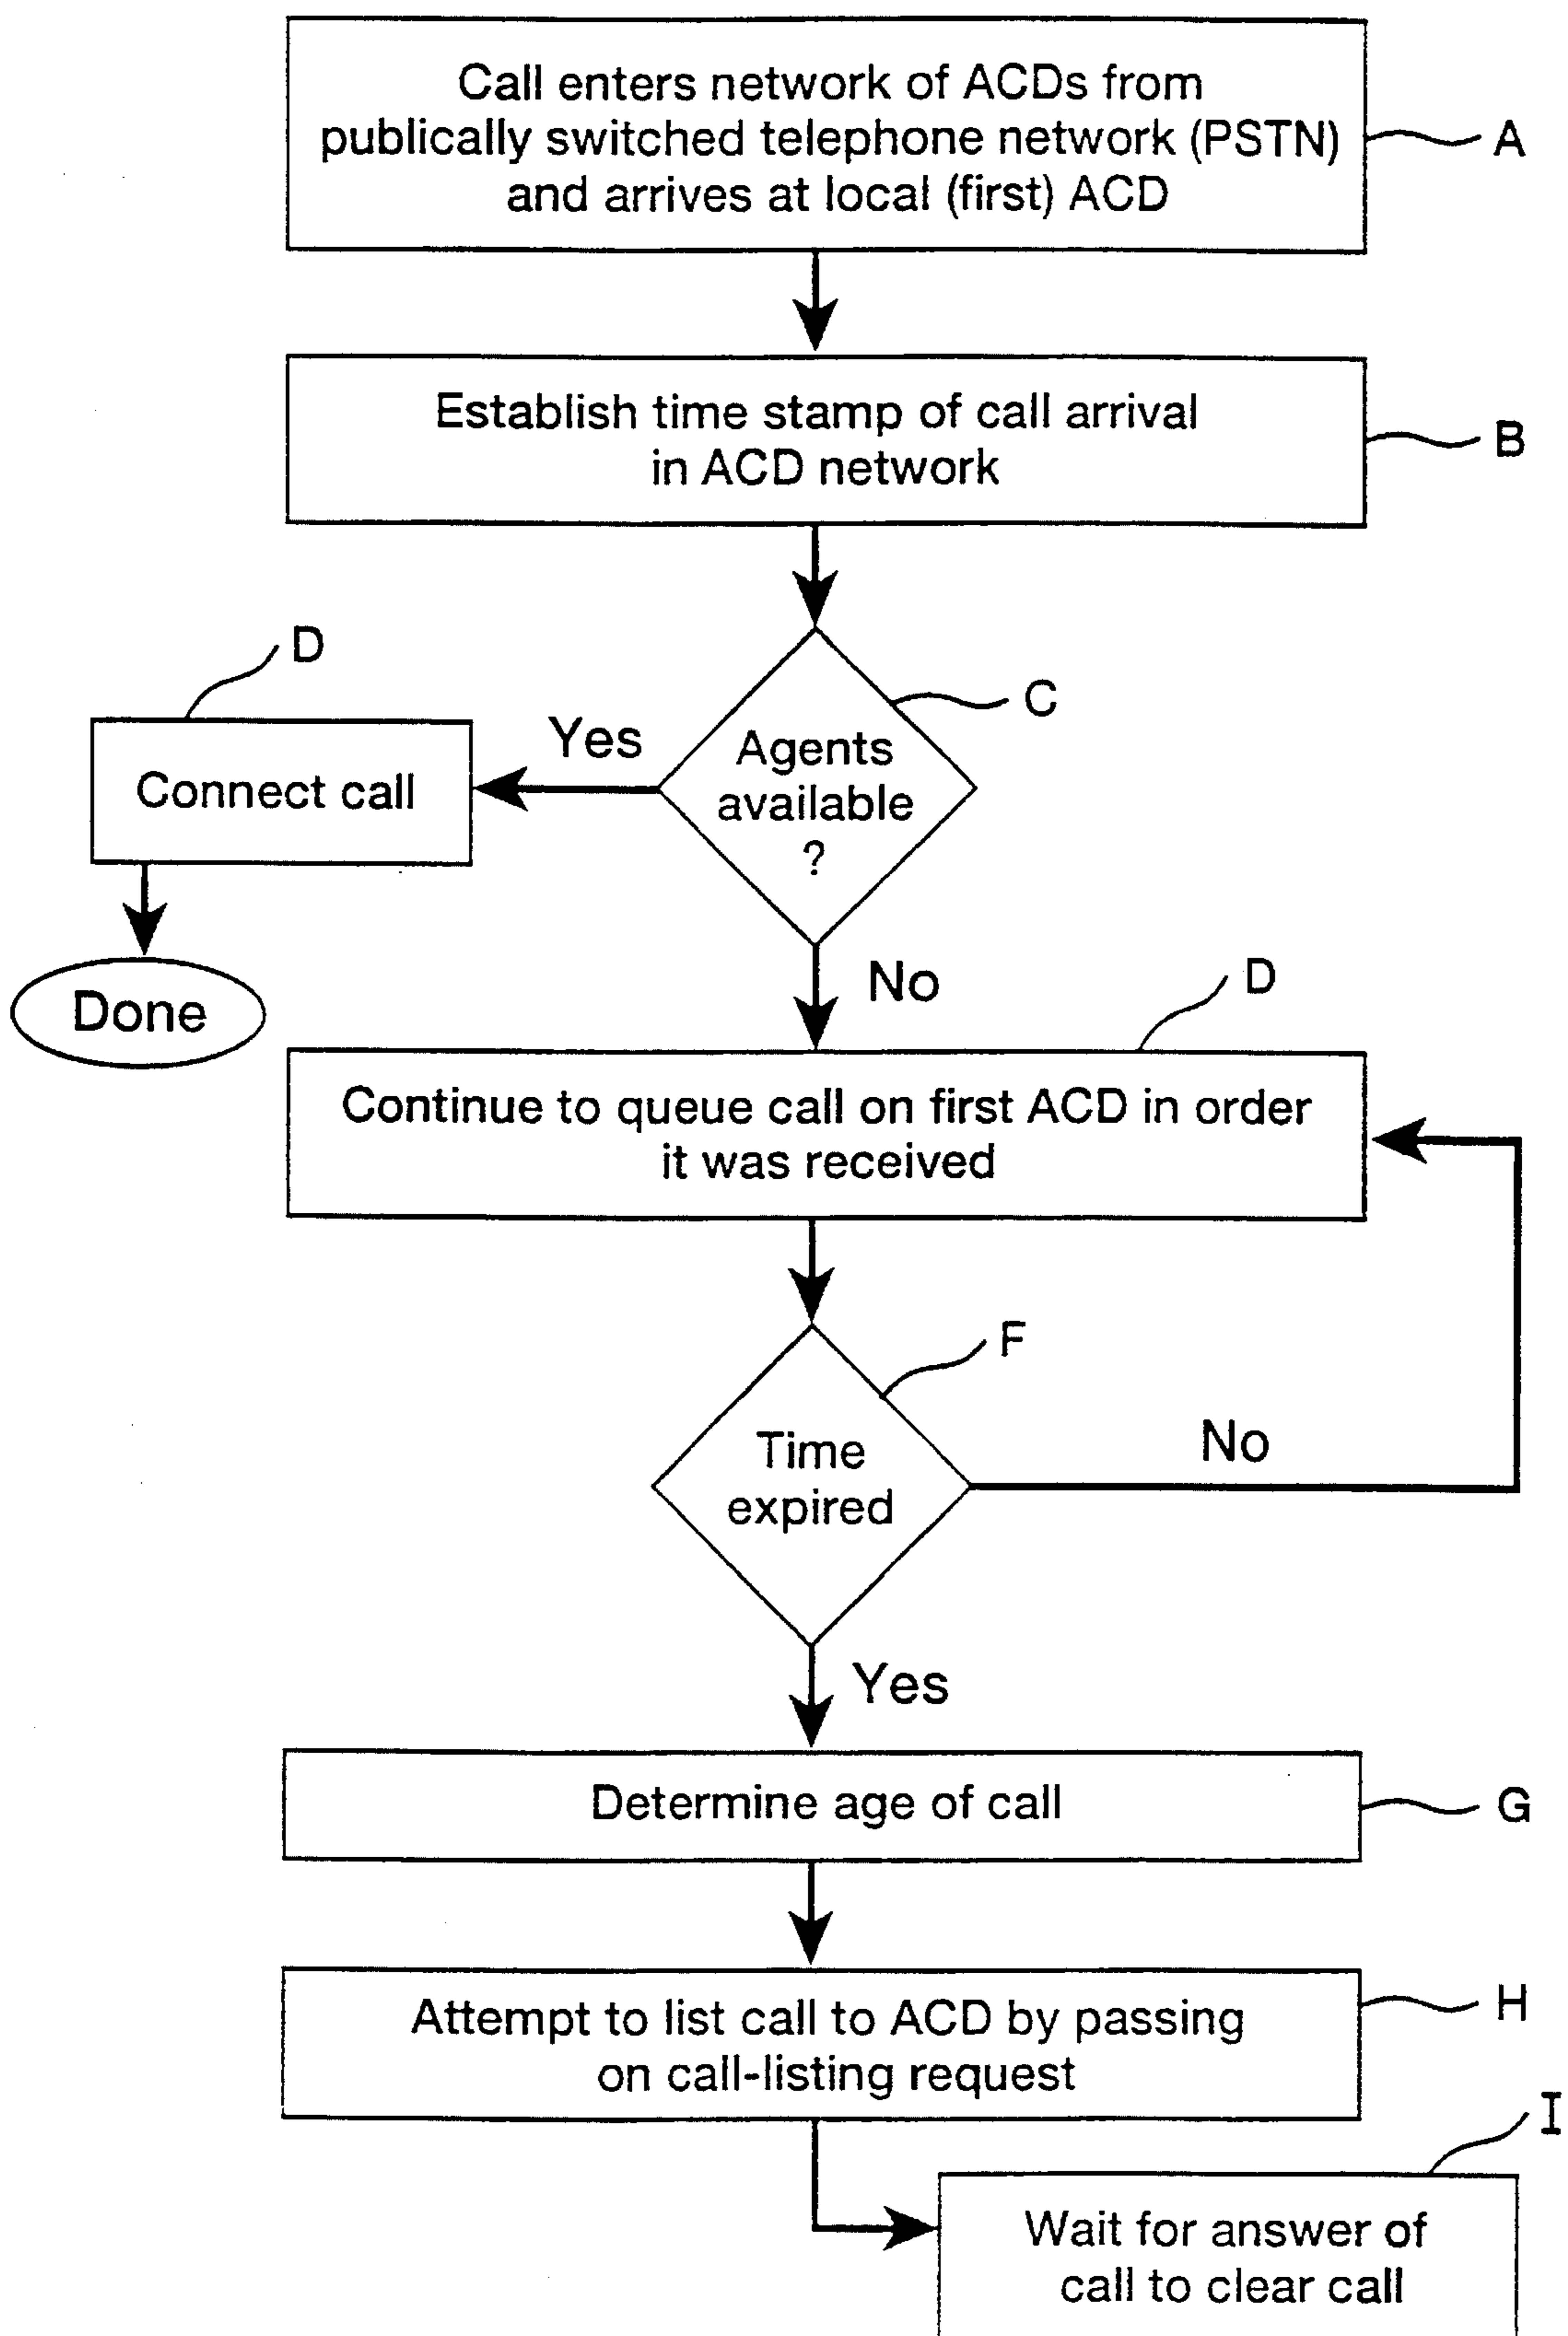 Call enters network of ACDs from
publically switched telephone network (PSTN)
and arrives at local (first) ACD
A
Establish time stamp of call arrival
in ACD network
B
D
C
Yes
Agents
available
?
Connect call
No
D
Done
Continue to queue call on first ACD in order
it was received
F
Time
expired
No
Yes
Determine age of call
G
Attempt to list call to ACD by passing
on call-listing request
H
I
Wait for answer of
call to clear call